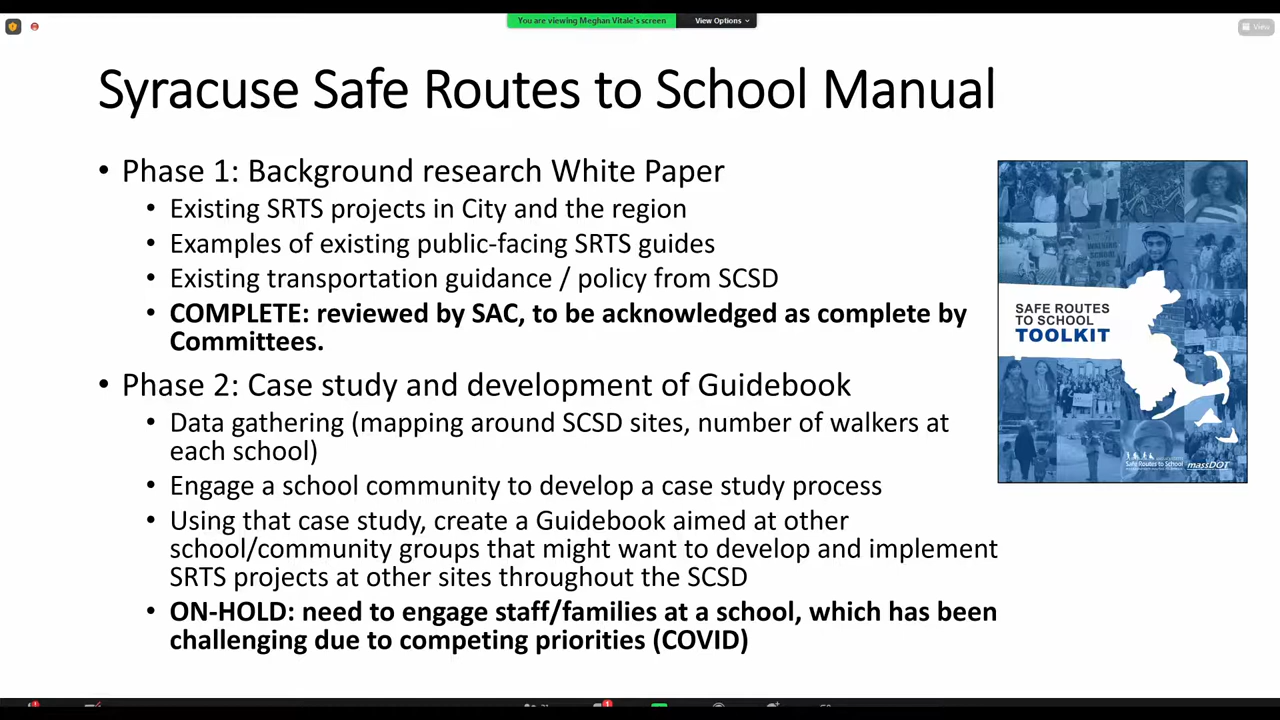 You are viewing Meghan Vitale's screen
View Options
View
Syracuse Safe Routes to School Manual
• Phase 1: Background research White Paper
• Existing SRTS projects in City and the region
• Examples of existing public-facing SRTS guides
• Existing transportation guidance / policy from SCSD
• COMPLETE: reviewed by SAC, to be acknowledged as complete by
Committees.
• Phase 2: Case study and development of Guidebook
• Data gathering (mapping around SCSD sites, number of walkers at
each school)
• Engage a school community to develop a case study process
• Using that case study, create a Guidebook aimed at other
school/community groups that might want to develop and implement
SRTS projects at other sites throughout the SCSD
• ON-HOLD: need to engage staff/families at a school, which has been
challenging due to competing priorities (COVID)
SAFE ROUTES
TO SCHOOL
TOOLKIT
Safe Routes to School
massDOT